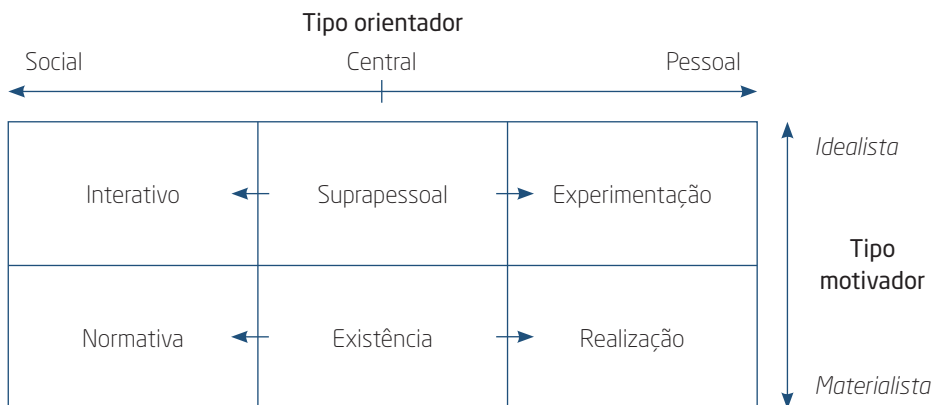 Tipo orientador
Social Central Pessoal
Idealista
Interativo Suprapessoal Experimentação
Tipo
motivador
Normativa Existência Realização
Materialista